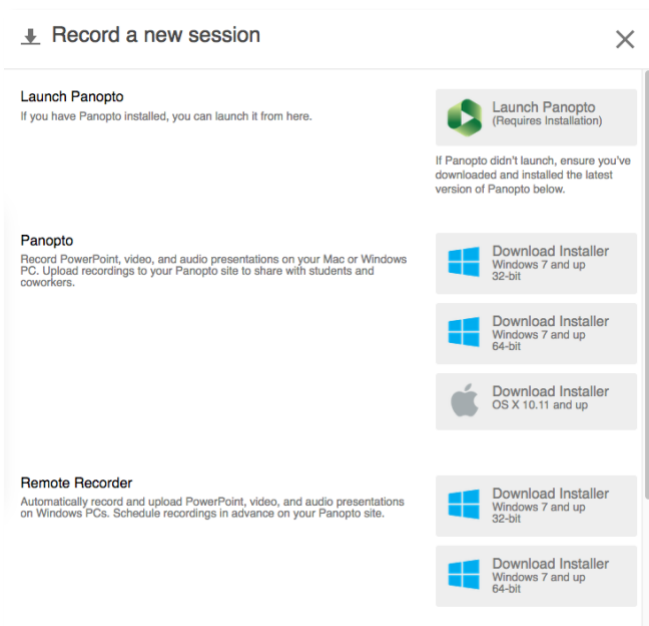 Record a new session
Launch Panopto
If you have Panopto installed, you can launch it from here.
Launch Panopto
(Requires Installation)
If Panopto didn't launch, ensure you've
downloaded and installed the latest
version of Panopto below.
Panopto
Record PowerPoint, video, and audio presentations on your Mac or Windows
PC. Upload recordings to your Panopto site to share with students and
coworkers.
Download Installer
Windows 7 and up
32-bit
Download Installer
Windows 7 and up
64-bit
Download Installer
OS X 10.11 and up
Remote Recorder
Automatically record and upload PowerPoint, video, and audio presentations
on Windows PCs. Schedule recordings in advance on your Panopto site.
Download Installer
Windows 7 and up
32-bit
Download Installer
Windows 7 and up
64-bit